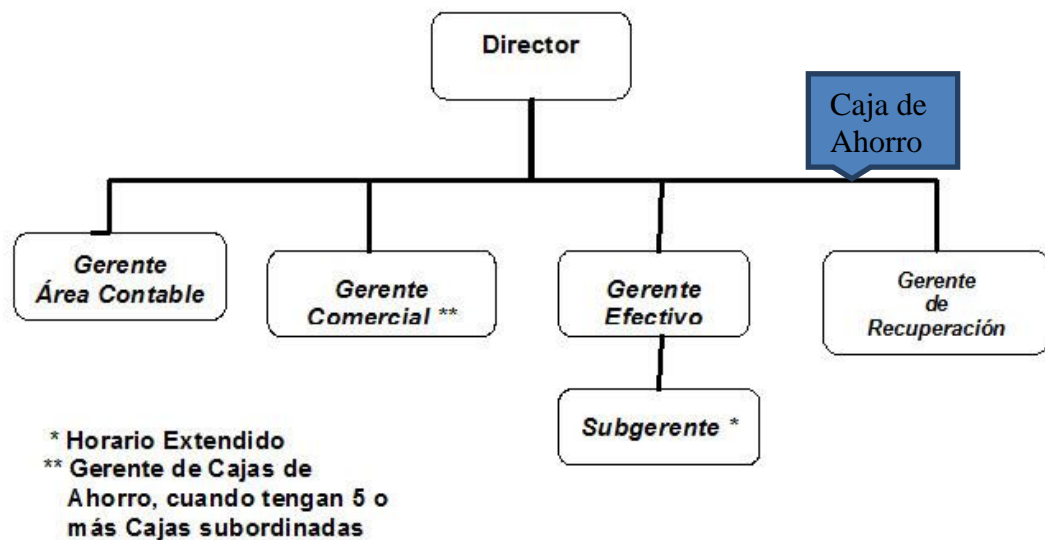 Director
Caja de
Ahorro
Gerente
Área Contable
Gerente
Comercial **
Gerente
Efectivo
Gerente
de
Recuperación
Subgerente *
* Horario Extendido
** Gerente de Cajas de
Ahorro, cuando tengan 5 o
más Cajas subordinadas